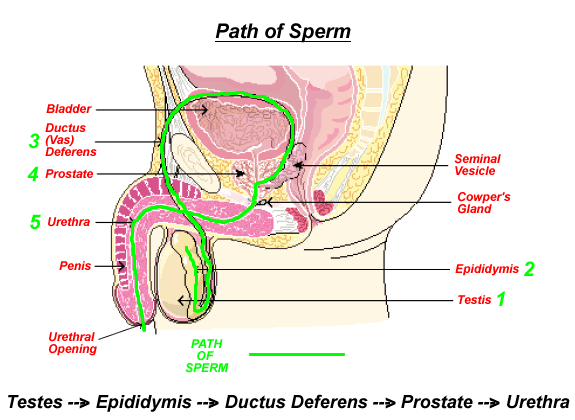 Path of Sperm
Bladder
3 Ductus
(Vas)
Deferens
4 Prostate
5 Urethra
Penis
Urethral
Opening
Seminal
Vesicle
Cowper's
Gland
Epididymis 2
Testis 1
PATH
OF
SPERM
Testes --> Epididymis --> Ductus Deferens --> Prostate --> Urethra